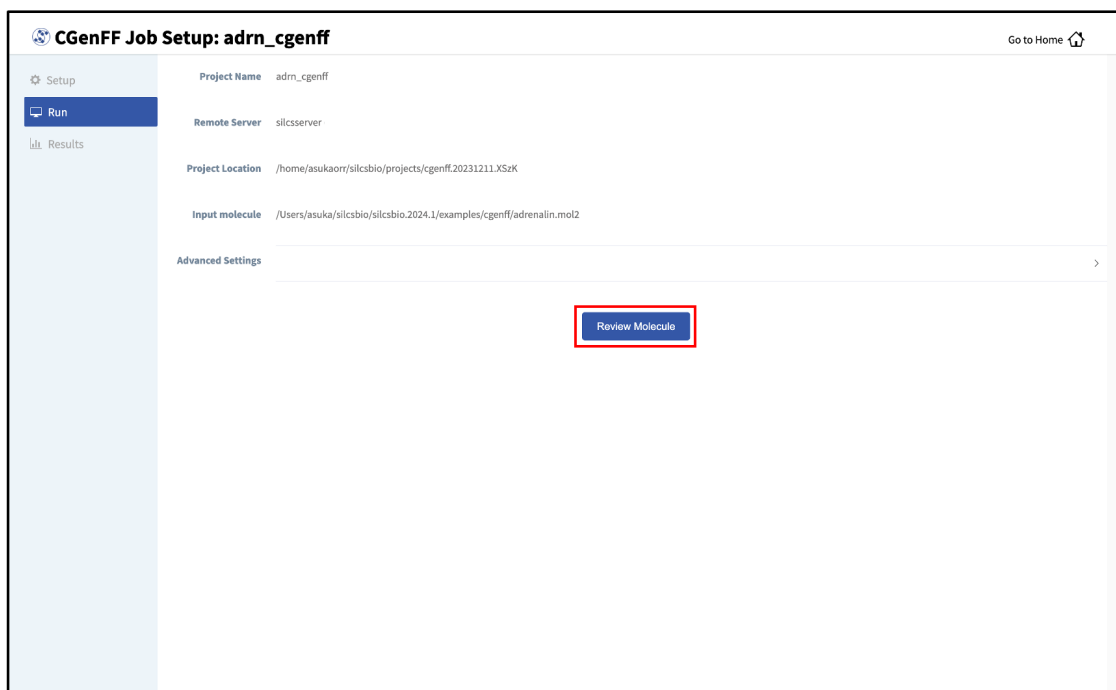 CGenFF Job Setup: adrn_cgenff
Go to Home
Setup
Run
Results
Project Name adrn_cgenff
Remote Server silcsserver
Project Location /home/asukaorr/silcsbio/projects/cgenff.20231211.XSzK
Input molecule /Users/asuka/silcsbio/silcsbio.2024.1/examples/cgenff/adrenalin.mol2
Advanced Settings
Review Molecule